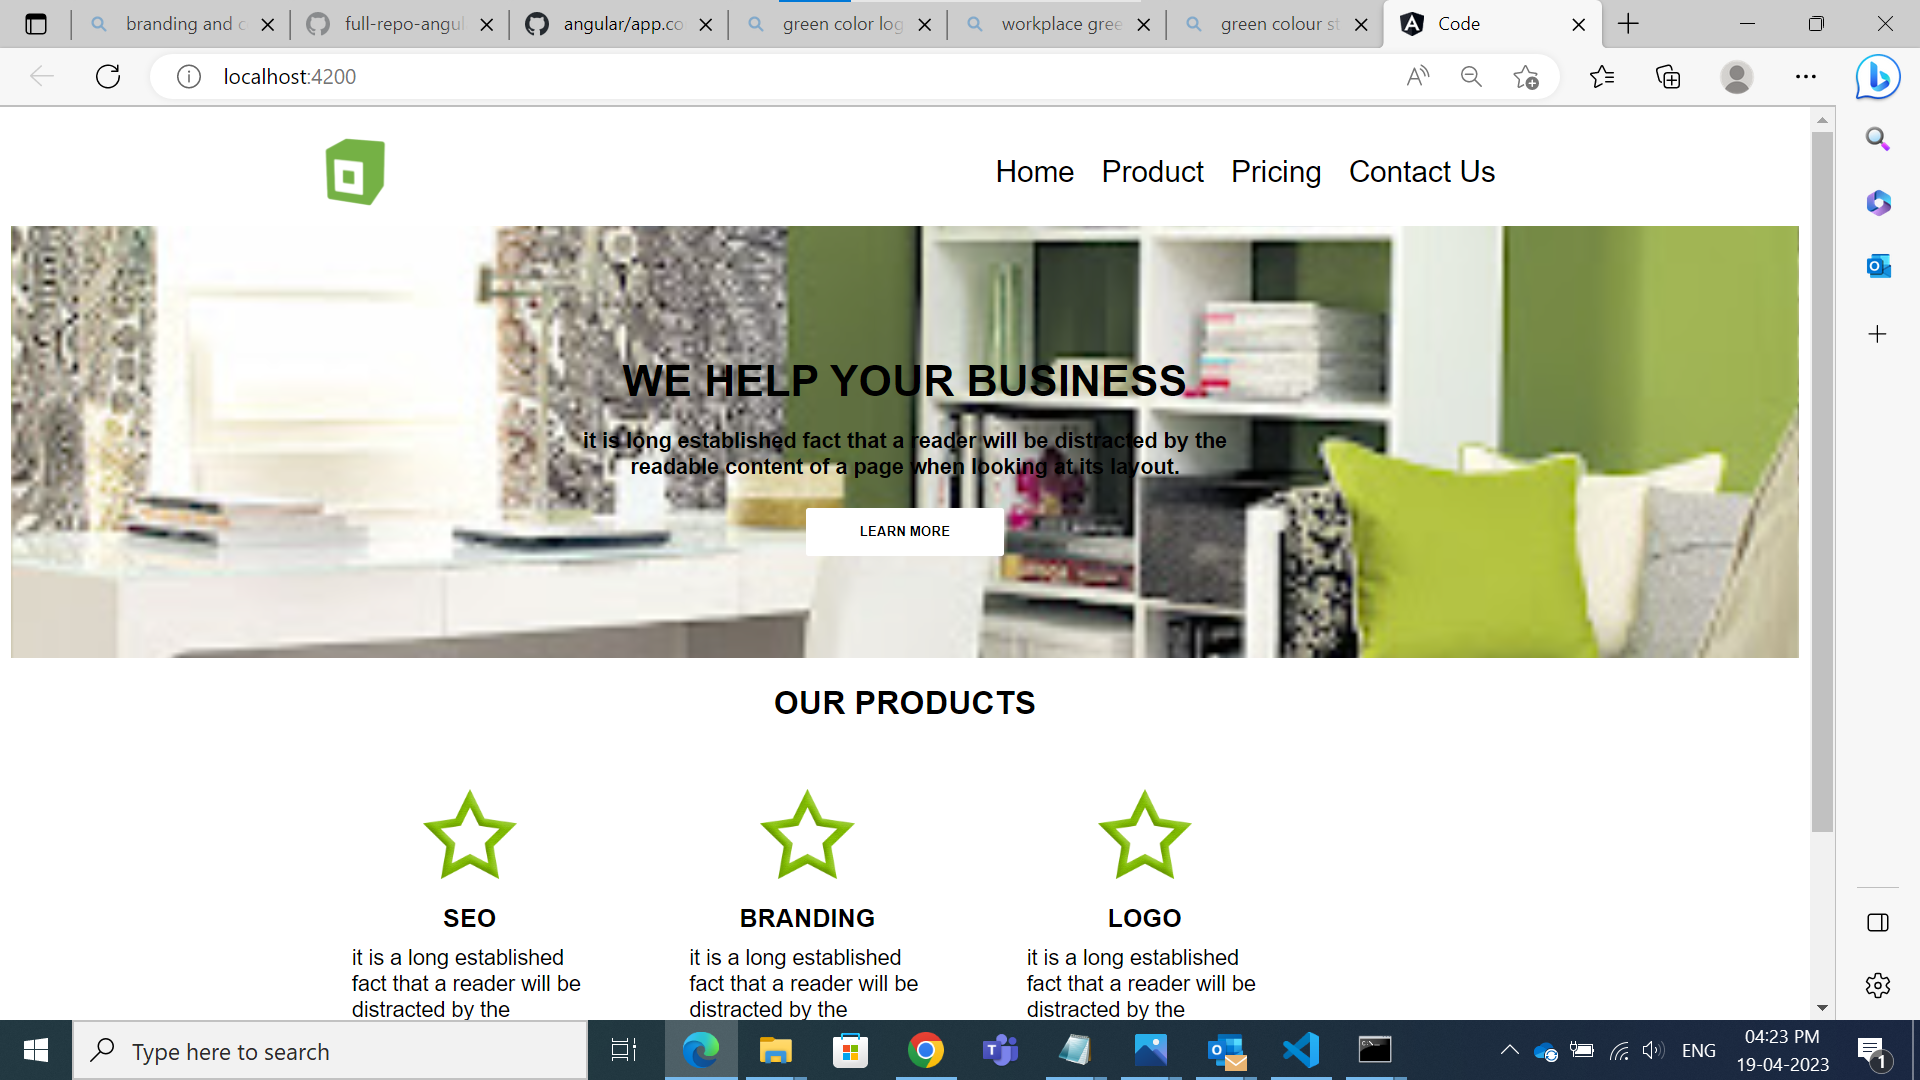 branding and c
full-repo-angul
angular/app.co
green color log
workplace gree
green colour st
Code
localhost:4200
Home Product Pricing Contact Us
WE HELP YOUR BUSINESS
it is long established fact that a reader will be distracted by the
readable content of a page when looking at its layout.
LEARN MORE
OUR PRODUCTS
SEO
it is a long established
fact that a reader will be
distracted by the
BRANDING
it is a long established
fact that a reader will be
distracted by the
LOGO
it is a long established
fact that a reader will be
distracted by the
Type here to search
ENG
04:23 PM
19-04-2023
1